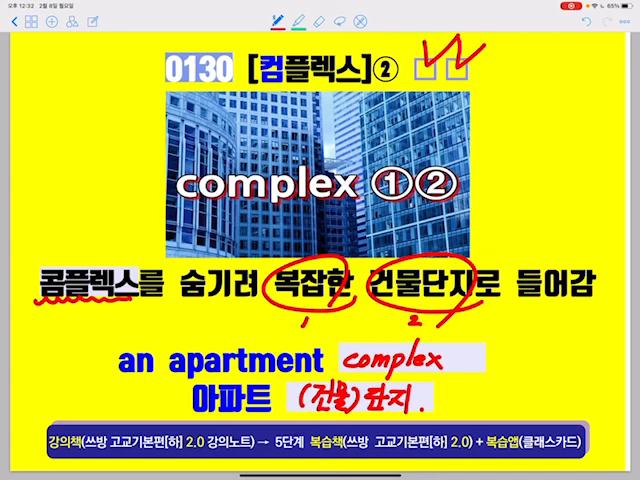 오후 12:32 2월 8일 월요일
65%
0130 [컴플렉스]②
complex ①②
콤플렉스를 숨기려 복잡한 건물단지로 들어감
1 2
an apartment complex
아파트 (건물)단지.
강의책(쓰방 고교기본편[하] 2.0 강의노트) → 5단계 복습책(쓰방 고교기본편[하] 2.0) + 복습앱(클래스카드)